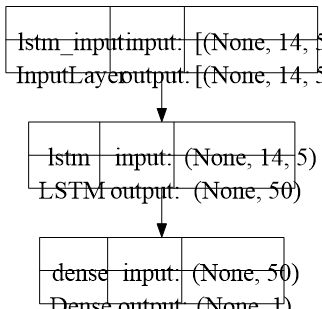 lstm_input input: [(None, 14, 5
InputLayer output: [(None, 14, 5
lstm input: (None, 14, 5)
LSTM output: (None, 50)
dense input: (None, 50)
Dense output: (None, 1)